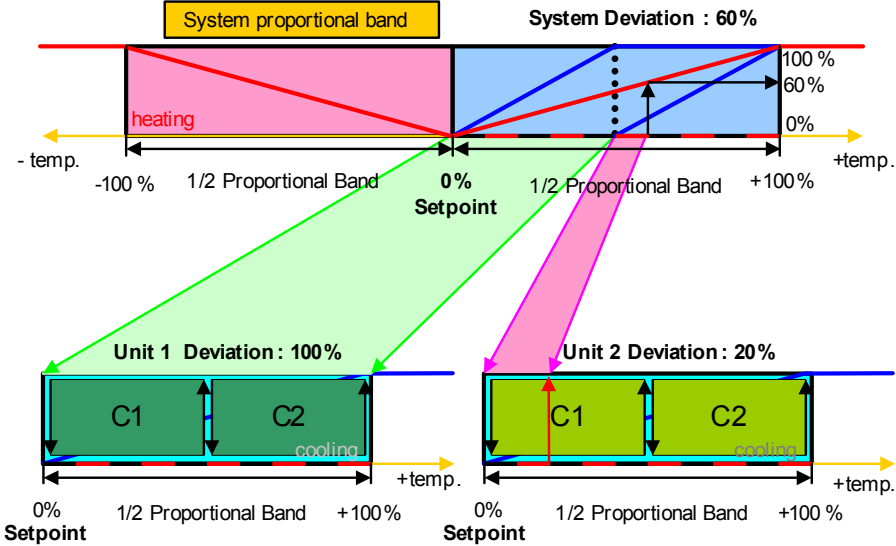 System proportional band
System Deviation : 60%
100 %
60%
0%
heating
- temp.
+temp.
-100 %
1/2 Proportional Band
0%
Setpoint
1/2 Proportional Band
+100%
Unit 1 Deviation : 100%
Unit 2 Deviation : 20%
C1
C2
cooling
C1
C2
cooling
+temp.
+temp.
0%
Setpoint
1/2 Proportional Band
+100%
0%
Setpoint
1/2 Proportional Band
+100 %